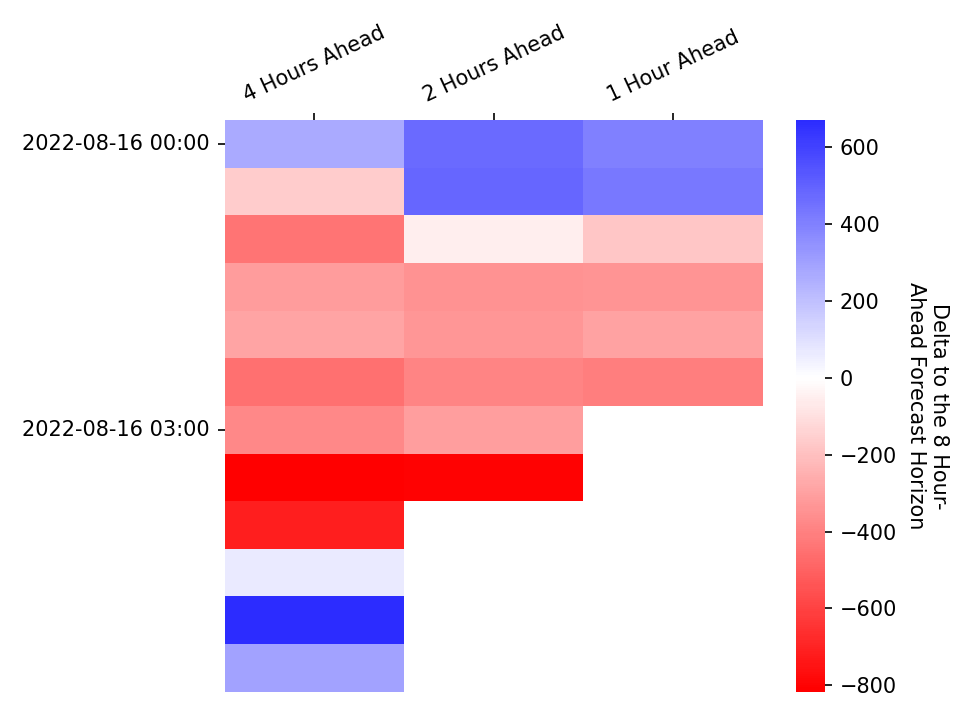 4 Hours Ahead
2 Hours Ahead
1 Hour Ahead
2022-08-16 00:00
2022-08-16 03:00
600
400
200
0
−200
−400
−600
−800
Delta to the 8 Hour-
Ahead Forecast Horizon